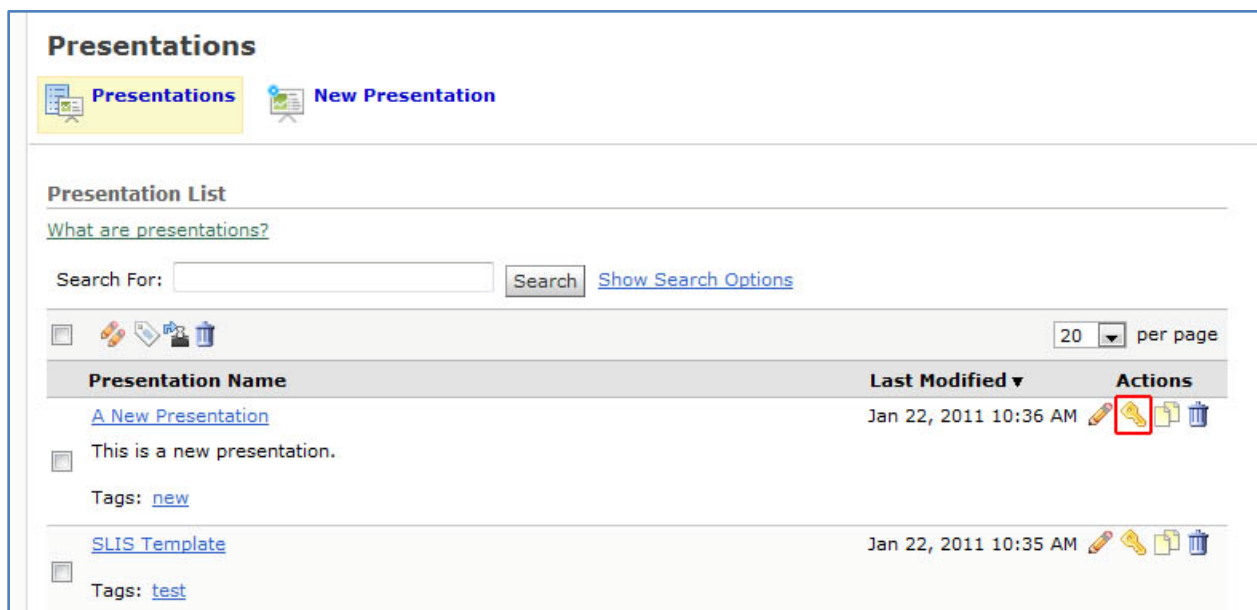 Presentations
Presentations New Presentation
Presentation List
What are presentations?
Search For: Search Show Search Options
20 per page
Presentation Name Last Modified Actions
A New Presentation Jan 22, 2011 10:36 AM
This is a new presentation.
Tags: new
SLIS Template Jan 22, 2011 10:35 AM
Tags: test